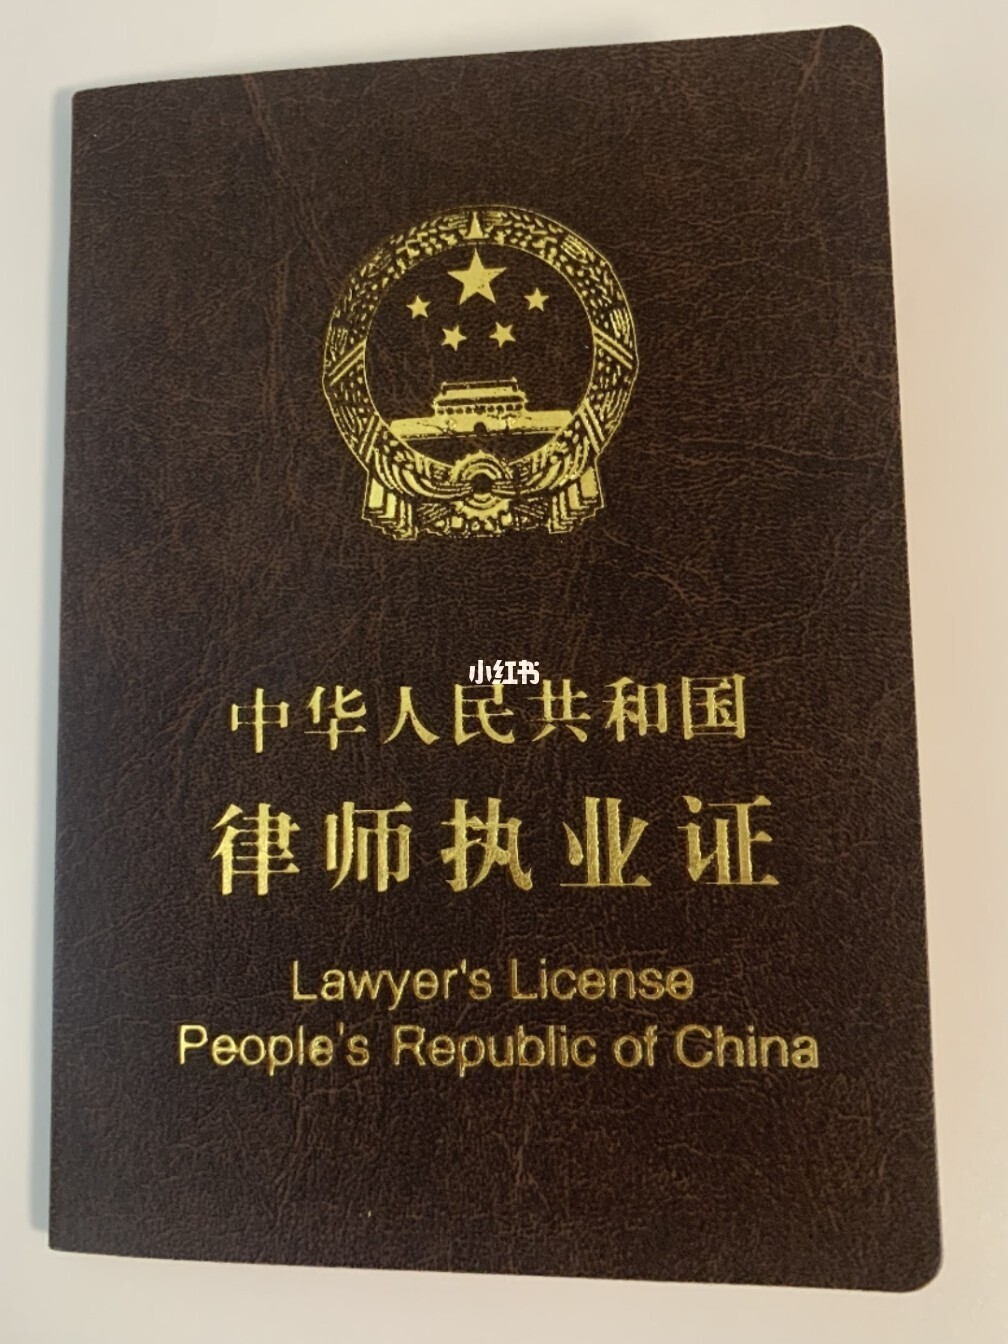 小红书
中华人民共和国
律师执业证
Lawyer's License
People's Republic of China